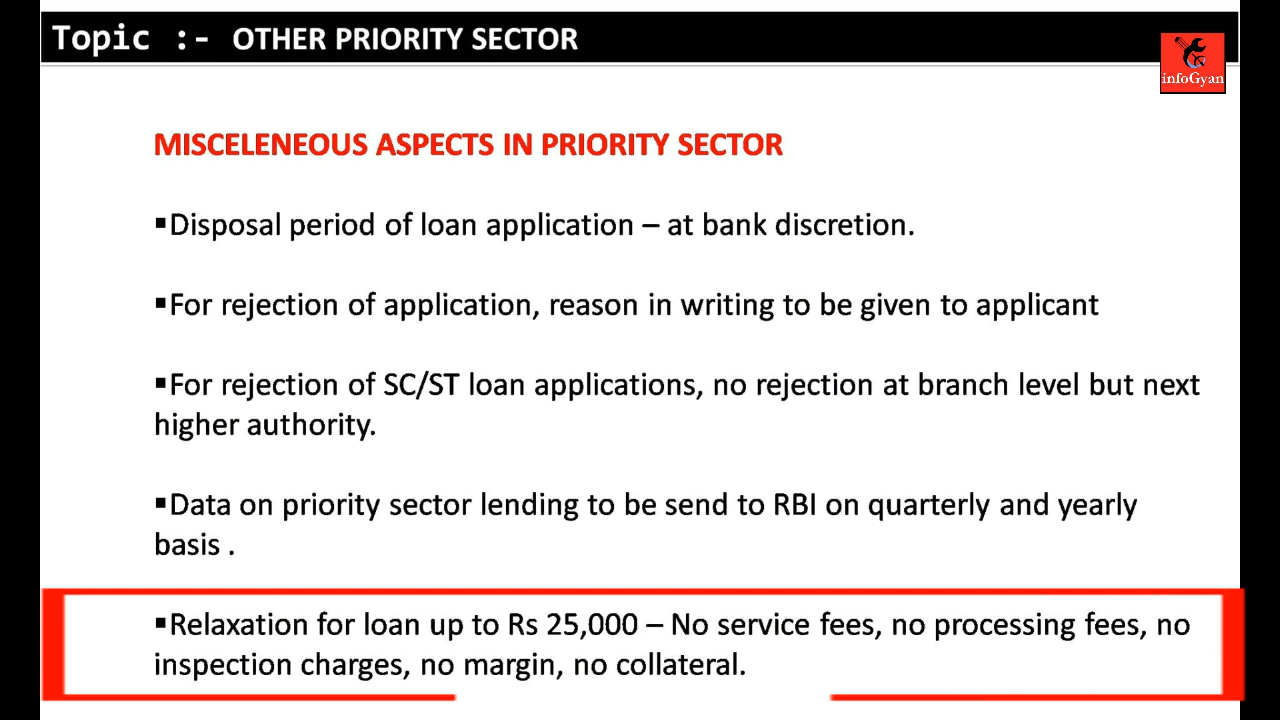 Topic :- OTHER PRIORITY SECTOR
infoGyan
MISCELENEOUS ASPECTS IN PRIORITY SECTOR
▪Disposal period of loan application – at bank discretion.
▪For rejection of application, reason in writing to be given to applicant
▪For rejection of SC/ST loan applications, no rejection at branch level but next
higher authority.
▪Data on priority sector lending to be send to RBI on quarterly and yearly
basis .
▪Relaxation for loan up to Rs 25,000 – No service fees, no processing fees, no
inspection charges, no margin, no collateral.